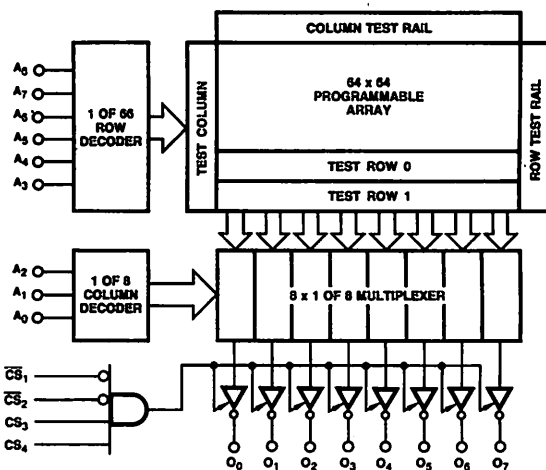 COLUMN TEST RAIL
A₈
A₇
A₆
A₅
A₄
A₃
1 OF 66
ROW
DECODER
TEST COLUMN
64 x 64
PROGRAMMABLE
ARRAY
ROW TEST RAIL
TEST ROW 0
TEST ROW 1
A₂
A₁
A₀
1 OF 8
COLUMN
DECODER
8 x 1 OF 8 MULTIPLEXER
C̅S̅₁
C̅S̅₂
CS₃
CS₄
O₀ O₁ O₂ O₃ O₄ O₅ O₆ O₇